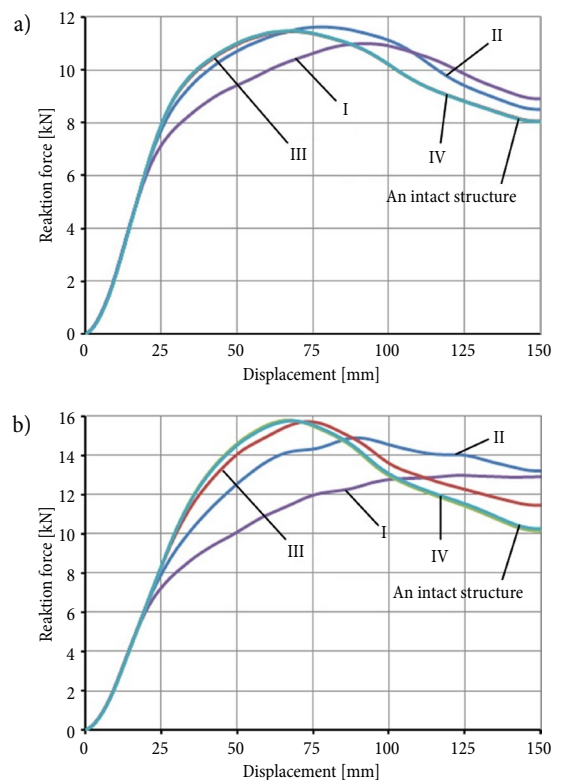 a)
12
10
8
6
4
2
0
Reaktion force [kN]
II
I
III
IV
An intact structure
0 25 50 75 100 125 150
Displacement [mm]
b)
16
14
12
10
8
6
4
2
0
Reaktion force [kN]
II
I
III
IV
An intact structure
0 25 50 75 100 125 150
Displacement [mm]